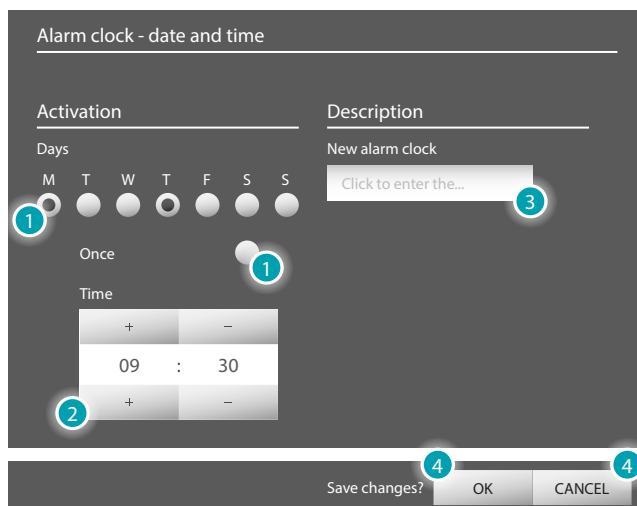 Alarm clock - date and time
Activation
Description
Days
New alarm clock
M T W T F S S
Click to enter the...
1
3
Once
1
Time
+ –
09 : 30
+ –
2
4
4
Save changes? OK CANCEL